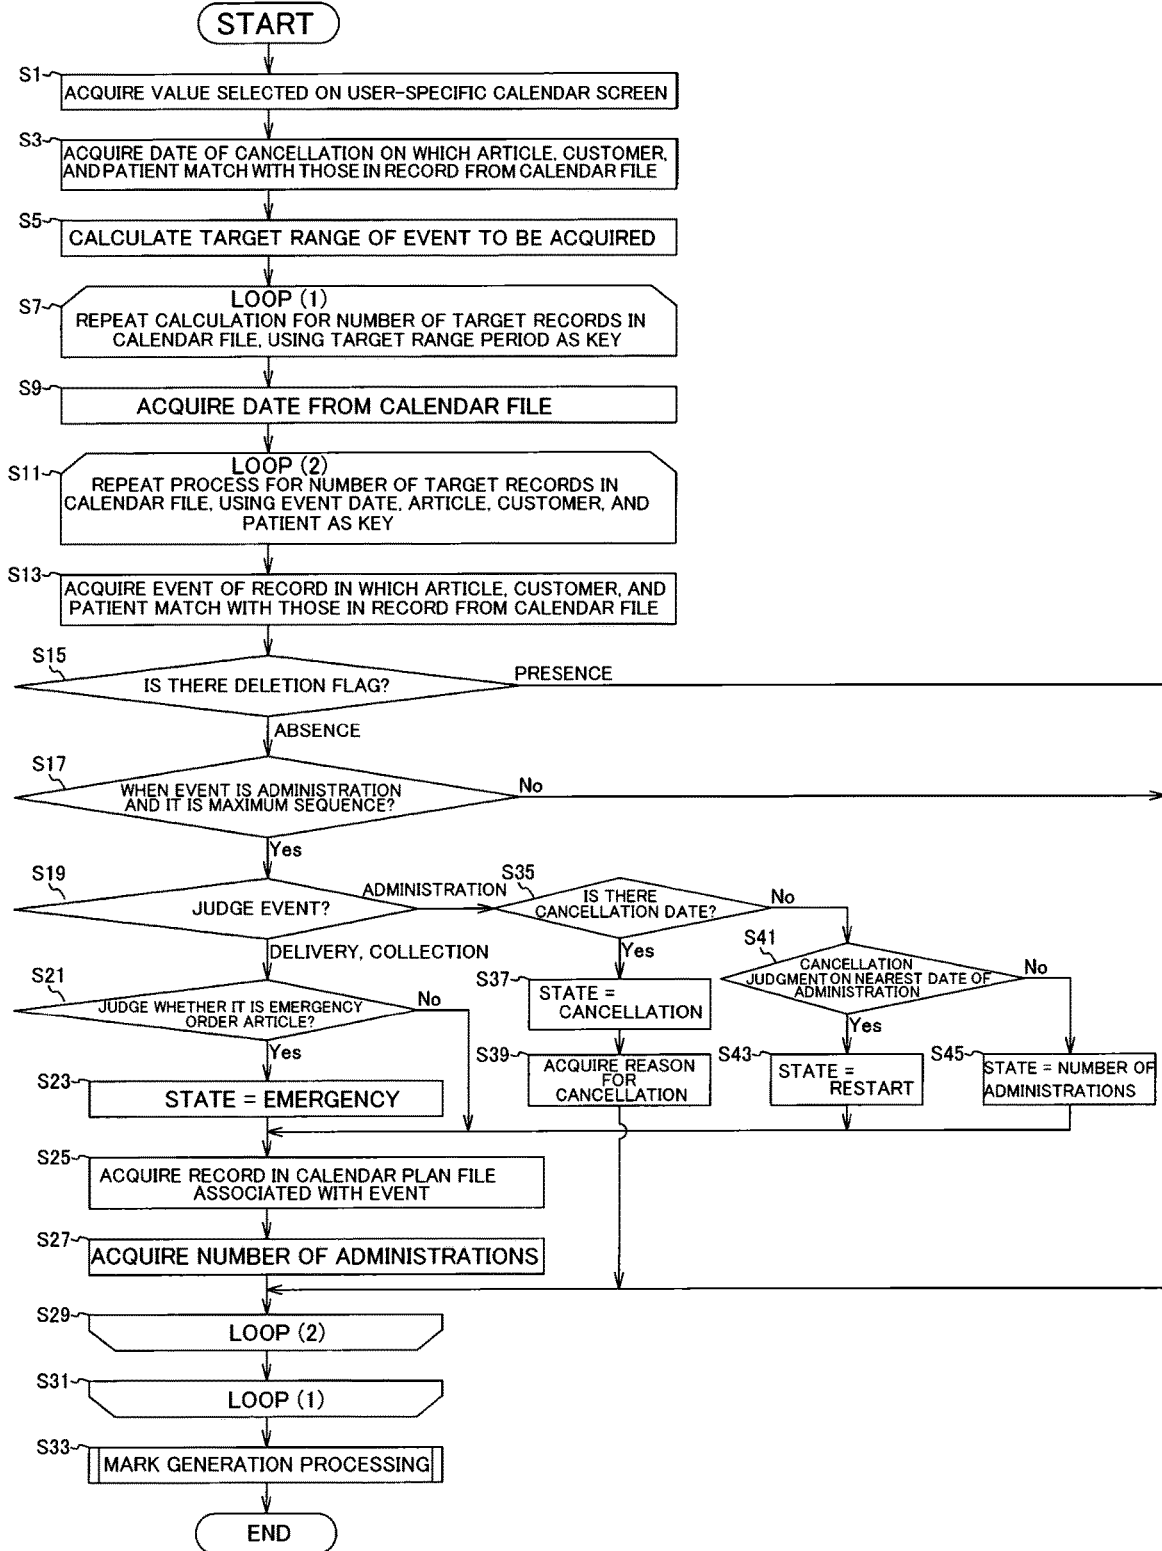 START
S1
ACQUIRE VALUE SELECTED ON USER-SPECIFIC CALENDAR SCREEN
S3
ACQUIRE DATE OF CANCELLATION ON WHICH ARTICLE, CUSTOMER,
AND PATIENT MATCH WITH THOSE IN RECORD FROM CALENDAR FILE
S5
CALCULATE TARGET RANGE OF EVENT TO BE ACQUIRED
S7
LOOP (1)
REPEAT CALCULATION FOR NUMBER OF TARGET RECORDS IN
CALENDAR FILE, USING TARGET RANGE PERIOD AS KEY
S9
ACQUIRE DATE FROM CALENDAR FILE
S11
LOOP (2)
REPEAT PROCESS FOR NUMBER OF TARGET RECORDS IN
CALENDAR FILE, USING EVENT DATE, ARTICLE, CUSTOMER, AND
PATIENT AS KEY
S13
ACQUIRE EVENT OF RECORD IN WHICH ARTICLE, CUSTOMER, AND
PATIENT MATCH WITH THOSE IN RECORD FROM CALENDAR FILE
S15
IS THERE DELETION FLAG?
PRESENCE
ABSENCE
S17
WHEN EVENT IS ADMINISTRATION
AND IT IS MAXIMUM SEQUENCE?
No
Yes
S19
JUDGE EVENT?
ADMINISTRATION
DELIVERY, COLLECTION
S35
IS THERE
CANCELLATION DATE?
No
Yes
S41
CANCELLATION
JUDGMENT ON NEAREST DATE OF
ADMINISTRATION
No
Yes
S21
JUDGE WHETHER IT IS EMERGENCY
ORDER ARTICLE?
No
Yes
S37
STATE =
CANCELLATION
S39
ACQUIRE REASON
FOR
CANCELLATION
S43
STATE =
RESTART
S45
STATE = NUMBER OF
ADMINISTRATIONS
S23
STATE = EMERGENCY
S25
ACQUIRE RECORD IN CALENDAR PLAN FILE
ASSOCIATED WITH EVENT
S27
ACQUIRE NUMBER OF ADMINISTRATIONS
S29
LOOP (2)
S31
LOOP (1)
S33
MARK GENERATION PROCESSING
END